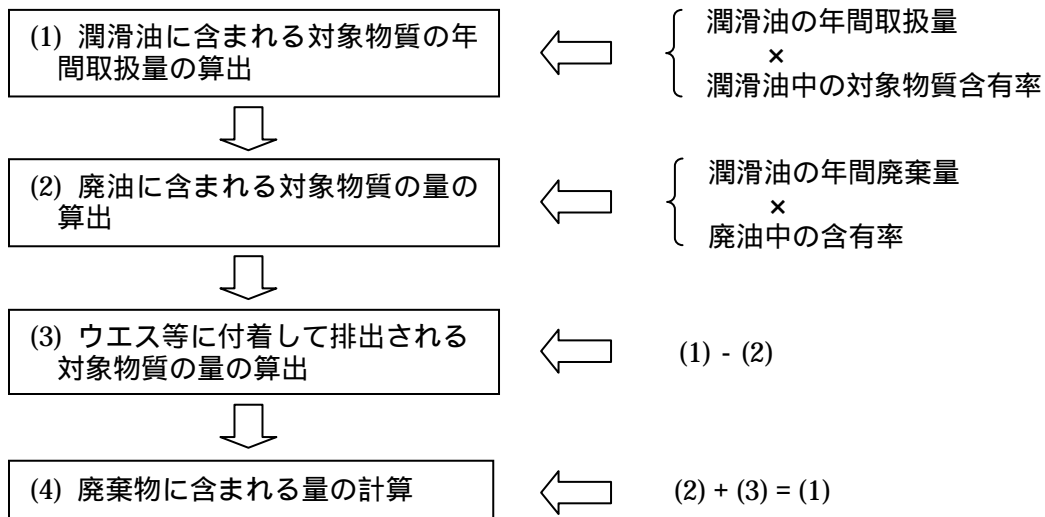 (1) 潤滑油に含まれる対象物質の年
間取扱量の算出
潤滑油の年間取扱量
×
潤滑油中の対象物質含有率
(2) 廃油に含まれる対象物質の量の
算出
潤滑油の年間廃棄量
×
廃油中の含有率
(3) ウエス等に付着して排出される
対象物質の量の算出
(1) - (2)
(4) 廃棄物に含まれる量の計算
(2) + (3) = (1)